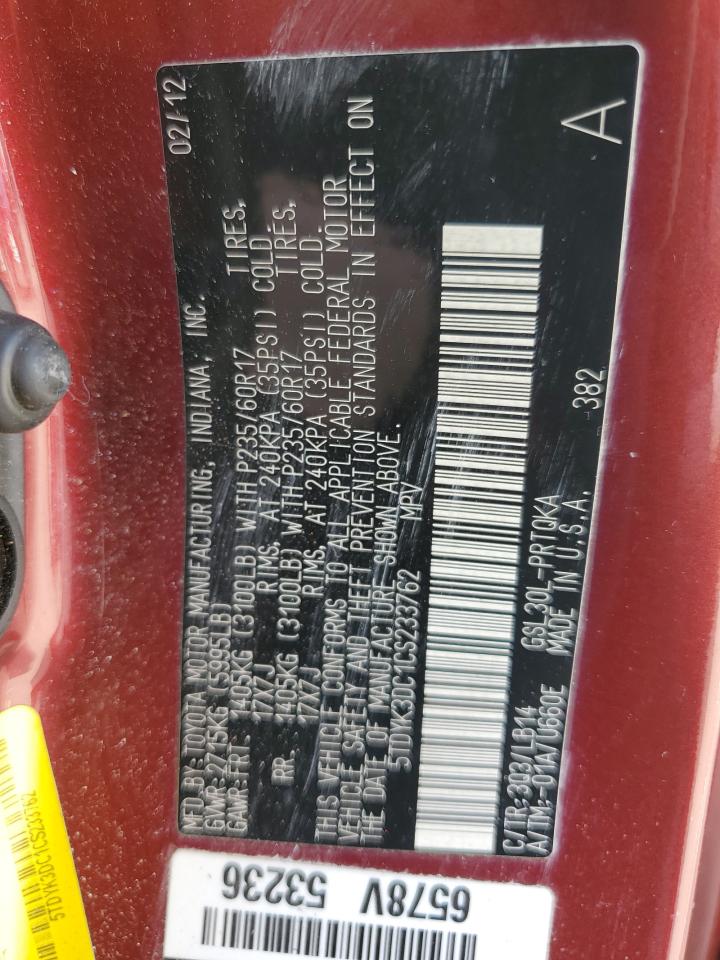 MFD BY: TOYOTA MOTOR MANUFACTURING, INDIANA, INC. 02/12
GVWR: 2715KG (5995LB)
GAWR: FRT: 1405KG (3100LB) WITH P235/60R17 TIRES,
17X7J RIMS, AT 240KPA (35PSI) COLD
RR. 1405KG (3100LB) WITH P235/60R17 TIRES,
17X7J RIMS, AT 240KPA (35PSI) COLD.
THIS VEHICLE CONFORMS TO ALL APPLICABLE FEDERAL MOTOR
VEHICLE SAFETY AND THEFT PREVENTION STANDARDS IN EFFECT ON
THE DATE OF MANUFACTURE SHOWN ABOVE.
5TDYK3DC1CS233762 MPV
C/TR: 3Q3/LB14 GSL30L-PRTQKA 382
A/TM:-01A/TU660E MADE IN U.S.A. A
6578V
53236
5TDYK3DC1CS233762